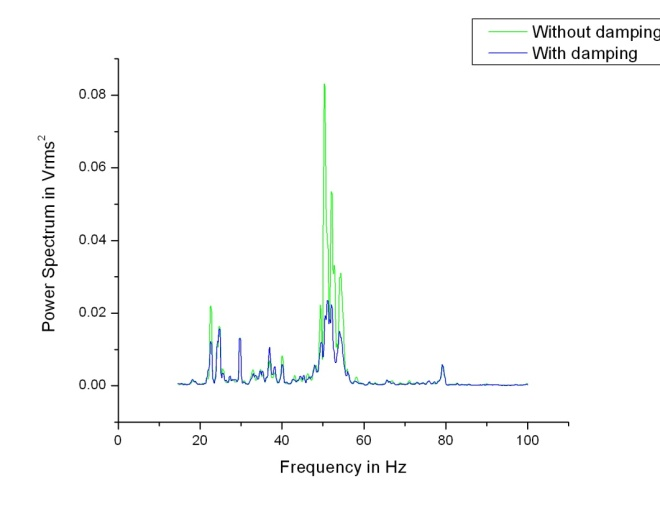 Without damping
With damping
0.08
0.06
0.04
0.02
0.00
Power Spectrum in Vrms²
0 20 40 60 80 100
Frequency in Hz